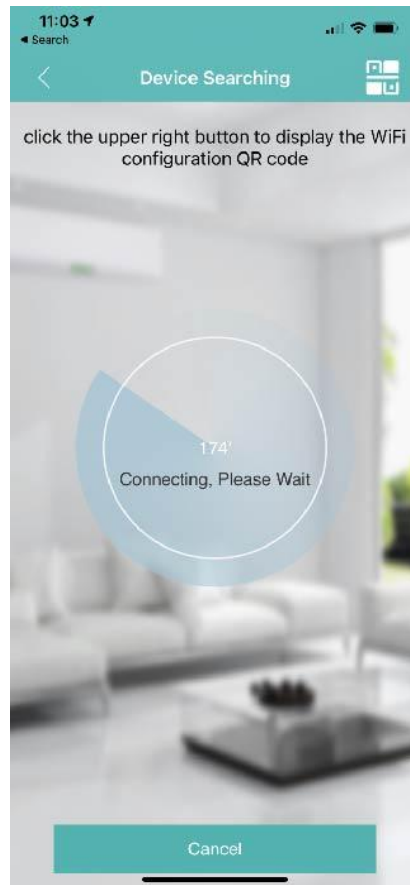 11:03
Search
Device Searching
click the upper right button to display the WiFi
configuration QR code
174'
Connecting, Please Wait
Cancel